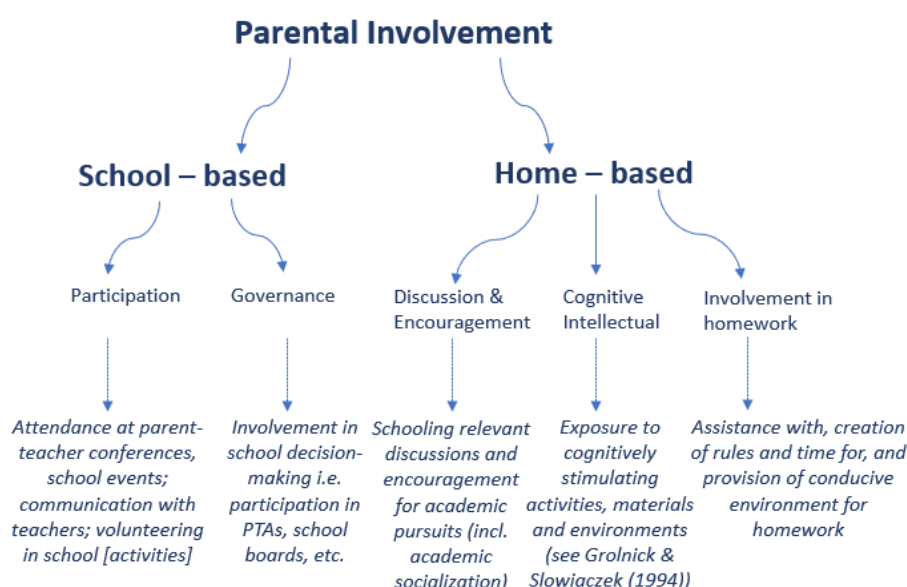 Parental Involvement
School – based
Home – based
Participation
Governance
Discussion &
Encouragement
Cognitive
Intellectual
Involvement in
homework
Attendance at parent-
teacher conferences,
school events;
communication with
teachers; volunteering
in school [activities]
Involvement in
school decision-
making i.e.
participation in
PTAs, school
boards, etc.
Schooling relevant
discussions and
encouragement
for academic
pursuits (incl.
academic
socialization)
Exposure to
cognitively
stimulating
activities, materials
and environments
(see Grolnick &
Slowiaczek (1994))
Assistance with, creation
of rules and time for, and
provision of conducive
environment for
homework